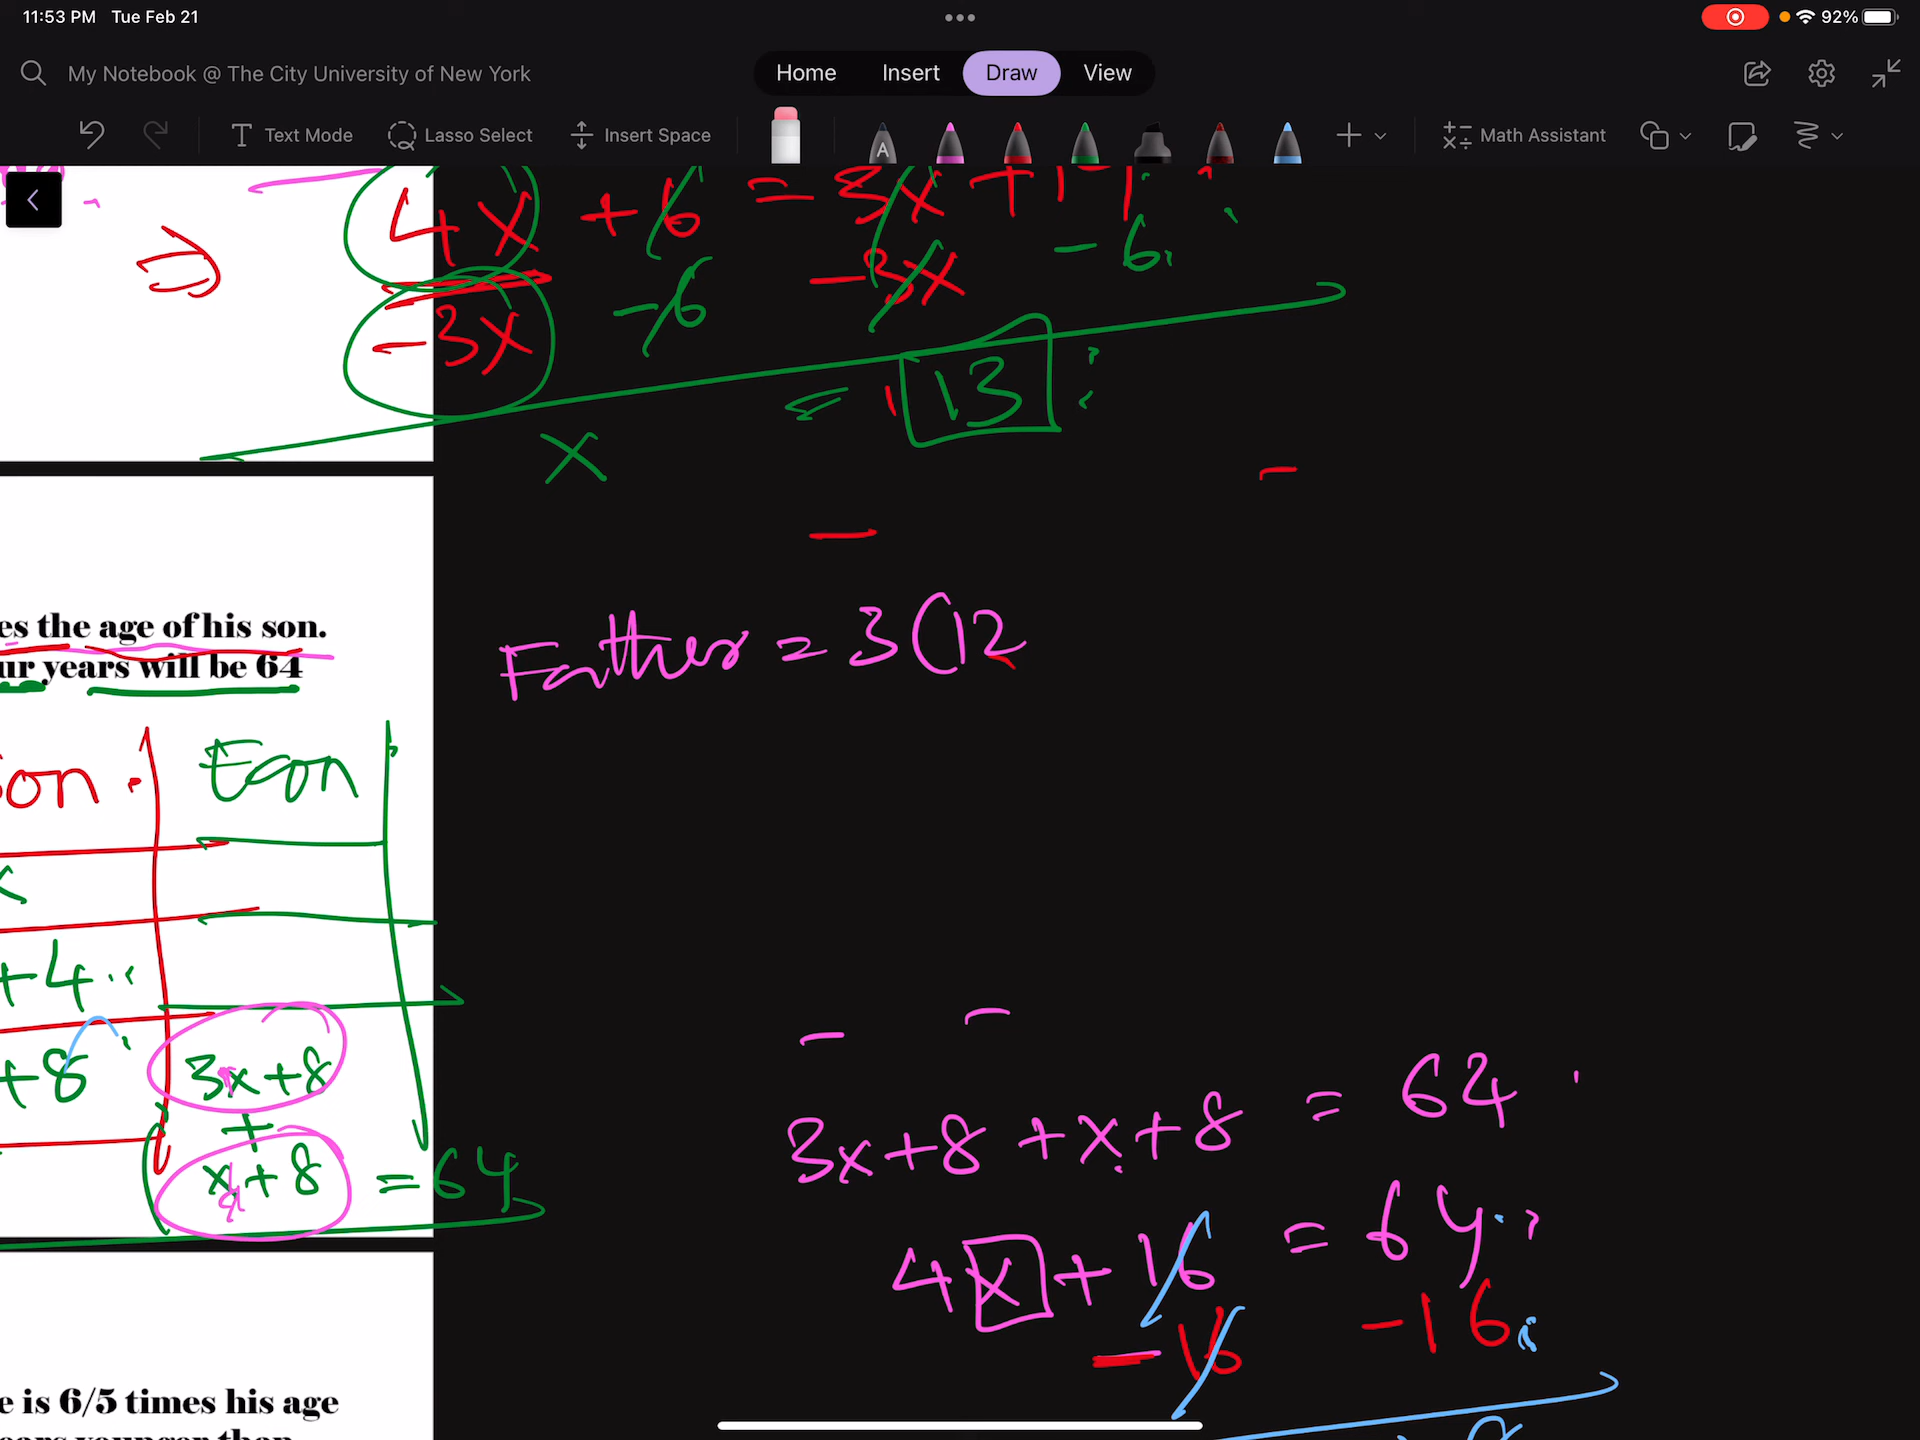 11:53 PM Tue Feb 21
92%
My Notebook @ The City University of New York
Home Insert Draw View
Text Mode Lasso Select Insert Space A Math Assistant
4x + 6 = 3x + 1
-3x -6 -3x - 6
x = 13
es the age of his son.
ur years will be 64
Father = 3(12
on Econ
+4
+8 3x+8
+
x+8 = 64
3x+8 +x+8 = 64
4x + 16 = 64
- 16 -16
e is 6/5 times his age